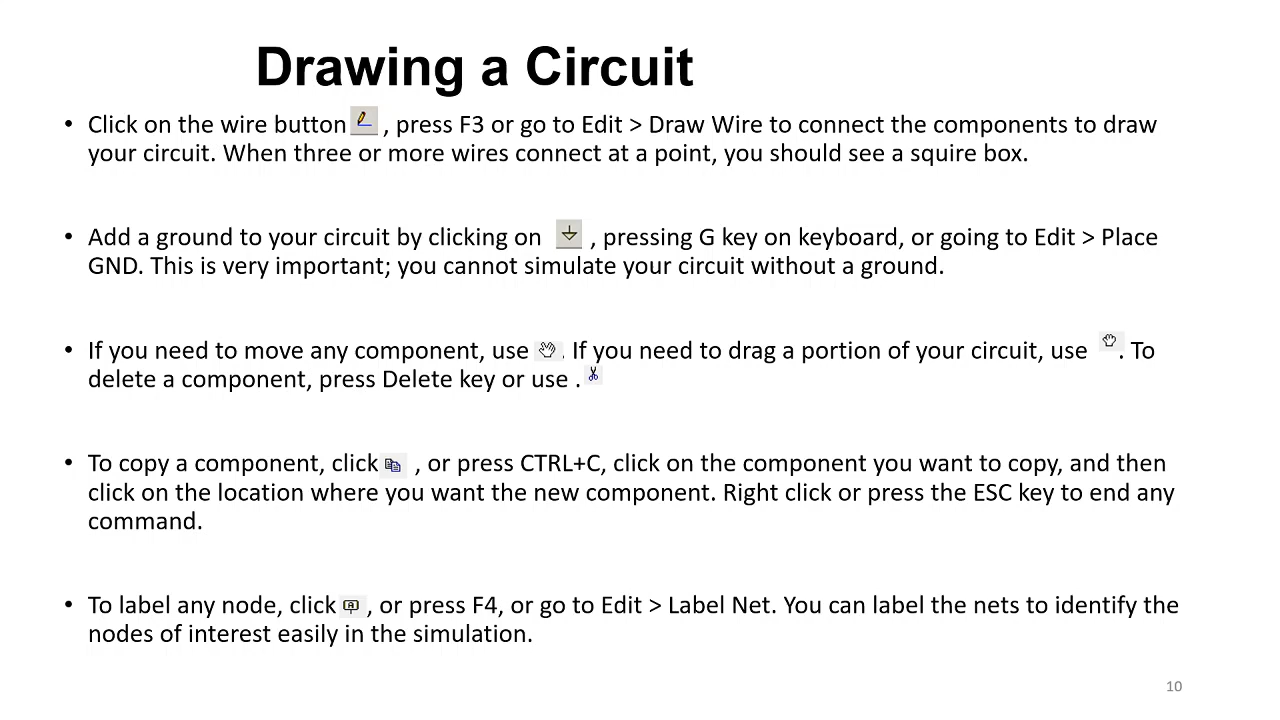 Drawing a Circuit
• Click on the wire button , press F3 or go to Edit > Draw Wire to connect the components to draw
your circuit. When three or more wires connect at a point, you should see a squire box.
• Add a ground to your circuit by clicking on , pressing G key on keyboard, or going to Edit > Place
GND. This is very important; you cannot simulate your circuit without a ground.
• If you need to move any component, use . If you need to drag a portion of your circuit, use . To
delete a component, press Delete key or use .
• To copy a component, click , or press CTRL+C, click on the component you want to copy, and then
click on the location where you want the new component. Right click or press the ESC key to end any
command.
• To label any node, click , or press F4, or go to Edit > Label Net. You can label the nets to identify the
nodes of interest easily in the simulation.
10